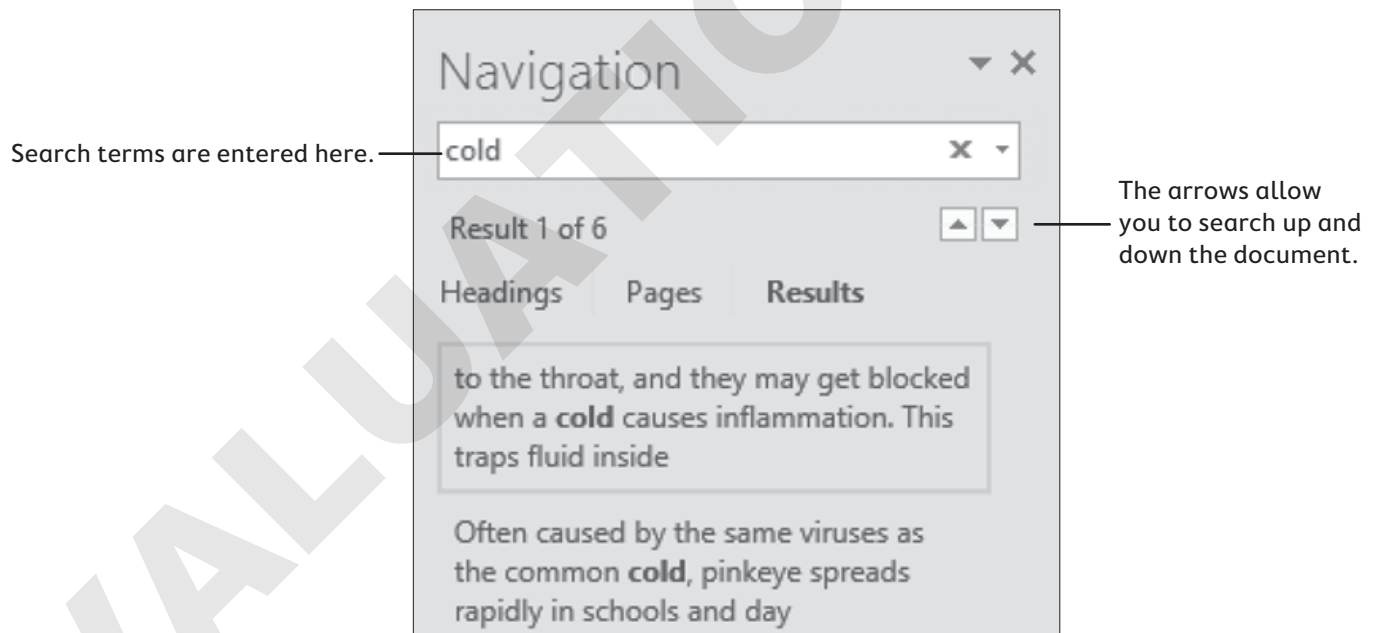 Navigation
Search terms are entered here.
cold
Result 1 of 6
The arrows allow
you to search up and
down the document.
Headings Pages Results
to the throat, and they may get blocked
when a cold causes inflammation. This
traps fluid inside
Often caused by the same viruses as
the common cold, pinkeye spreads
rapidly in schools and day
VALUATIO